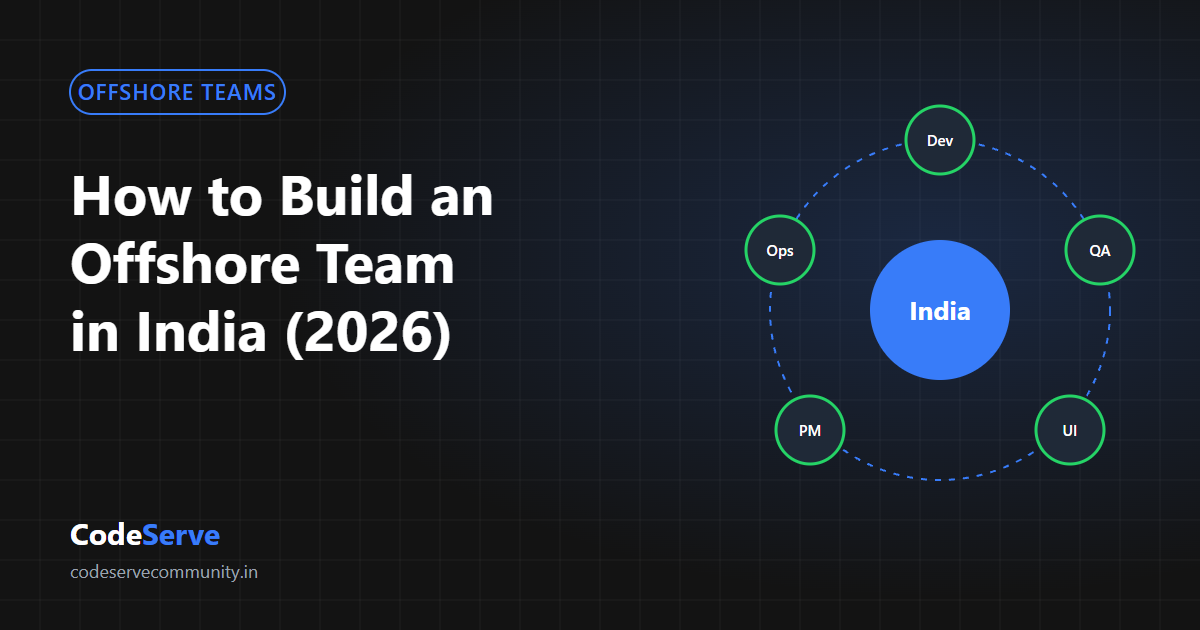 OFFSHORE TEAMS
How to Build an
Offshore Team
in India (2026)
CodeServe
codeservecommunity.in
Dev
Ops
QA
India
PM
UI